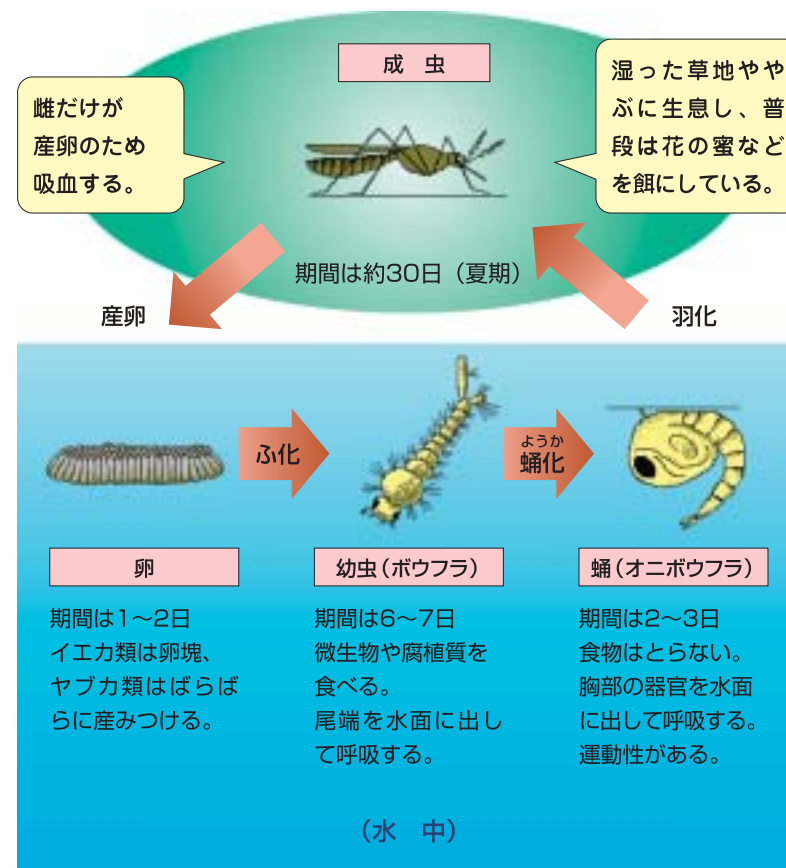 成 虫
雌だけが
産卵のため
吸血する。
湿った草地やや
ぶに生息し、普
段は花の蜜など
を餌にしている。
期間は約30日（夏期）
産卵
羽化
ふ化
ようか
蛹化
卵
期間は1～2日
イエカ類は卵塊、
ヤブカ類はばらば
らに産みつける。
幼虫（ボウフラ）
期間は6～7日
微生物や腐植質を
食べる。
尾端を水面に出し
て呼吸する。
蛹（オニボウフラ）
期間は2～3日
食物はとらない。
胸部の器官を水面
に出して呼吸する。
運動性がある。
（水 中）